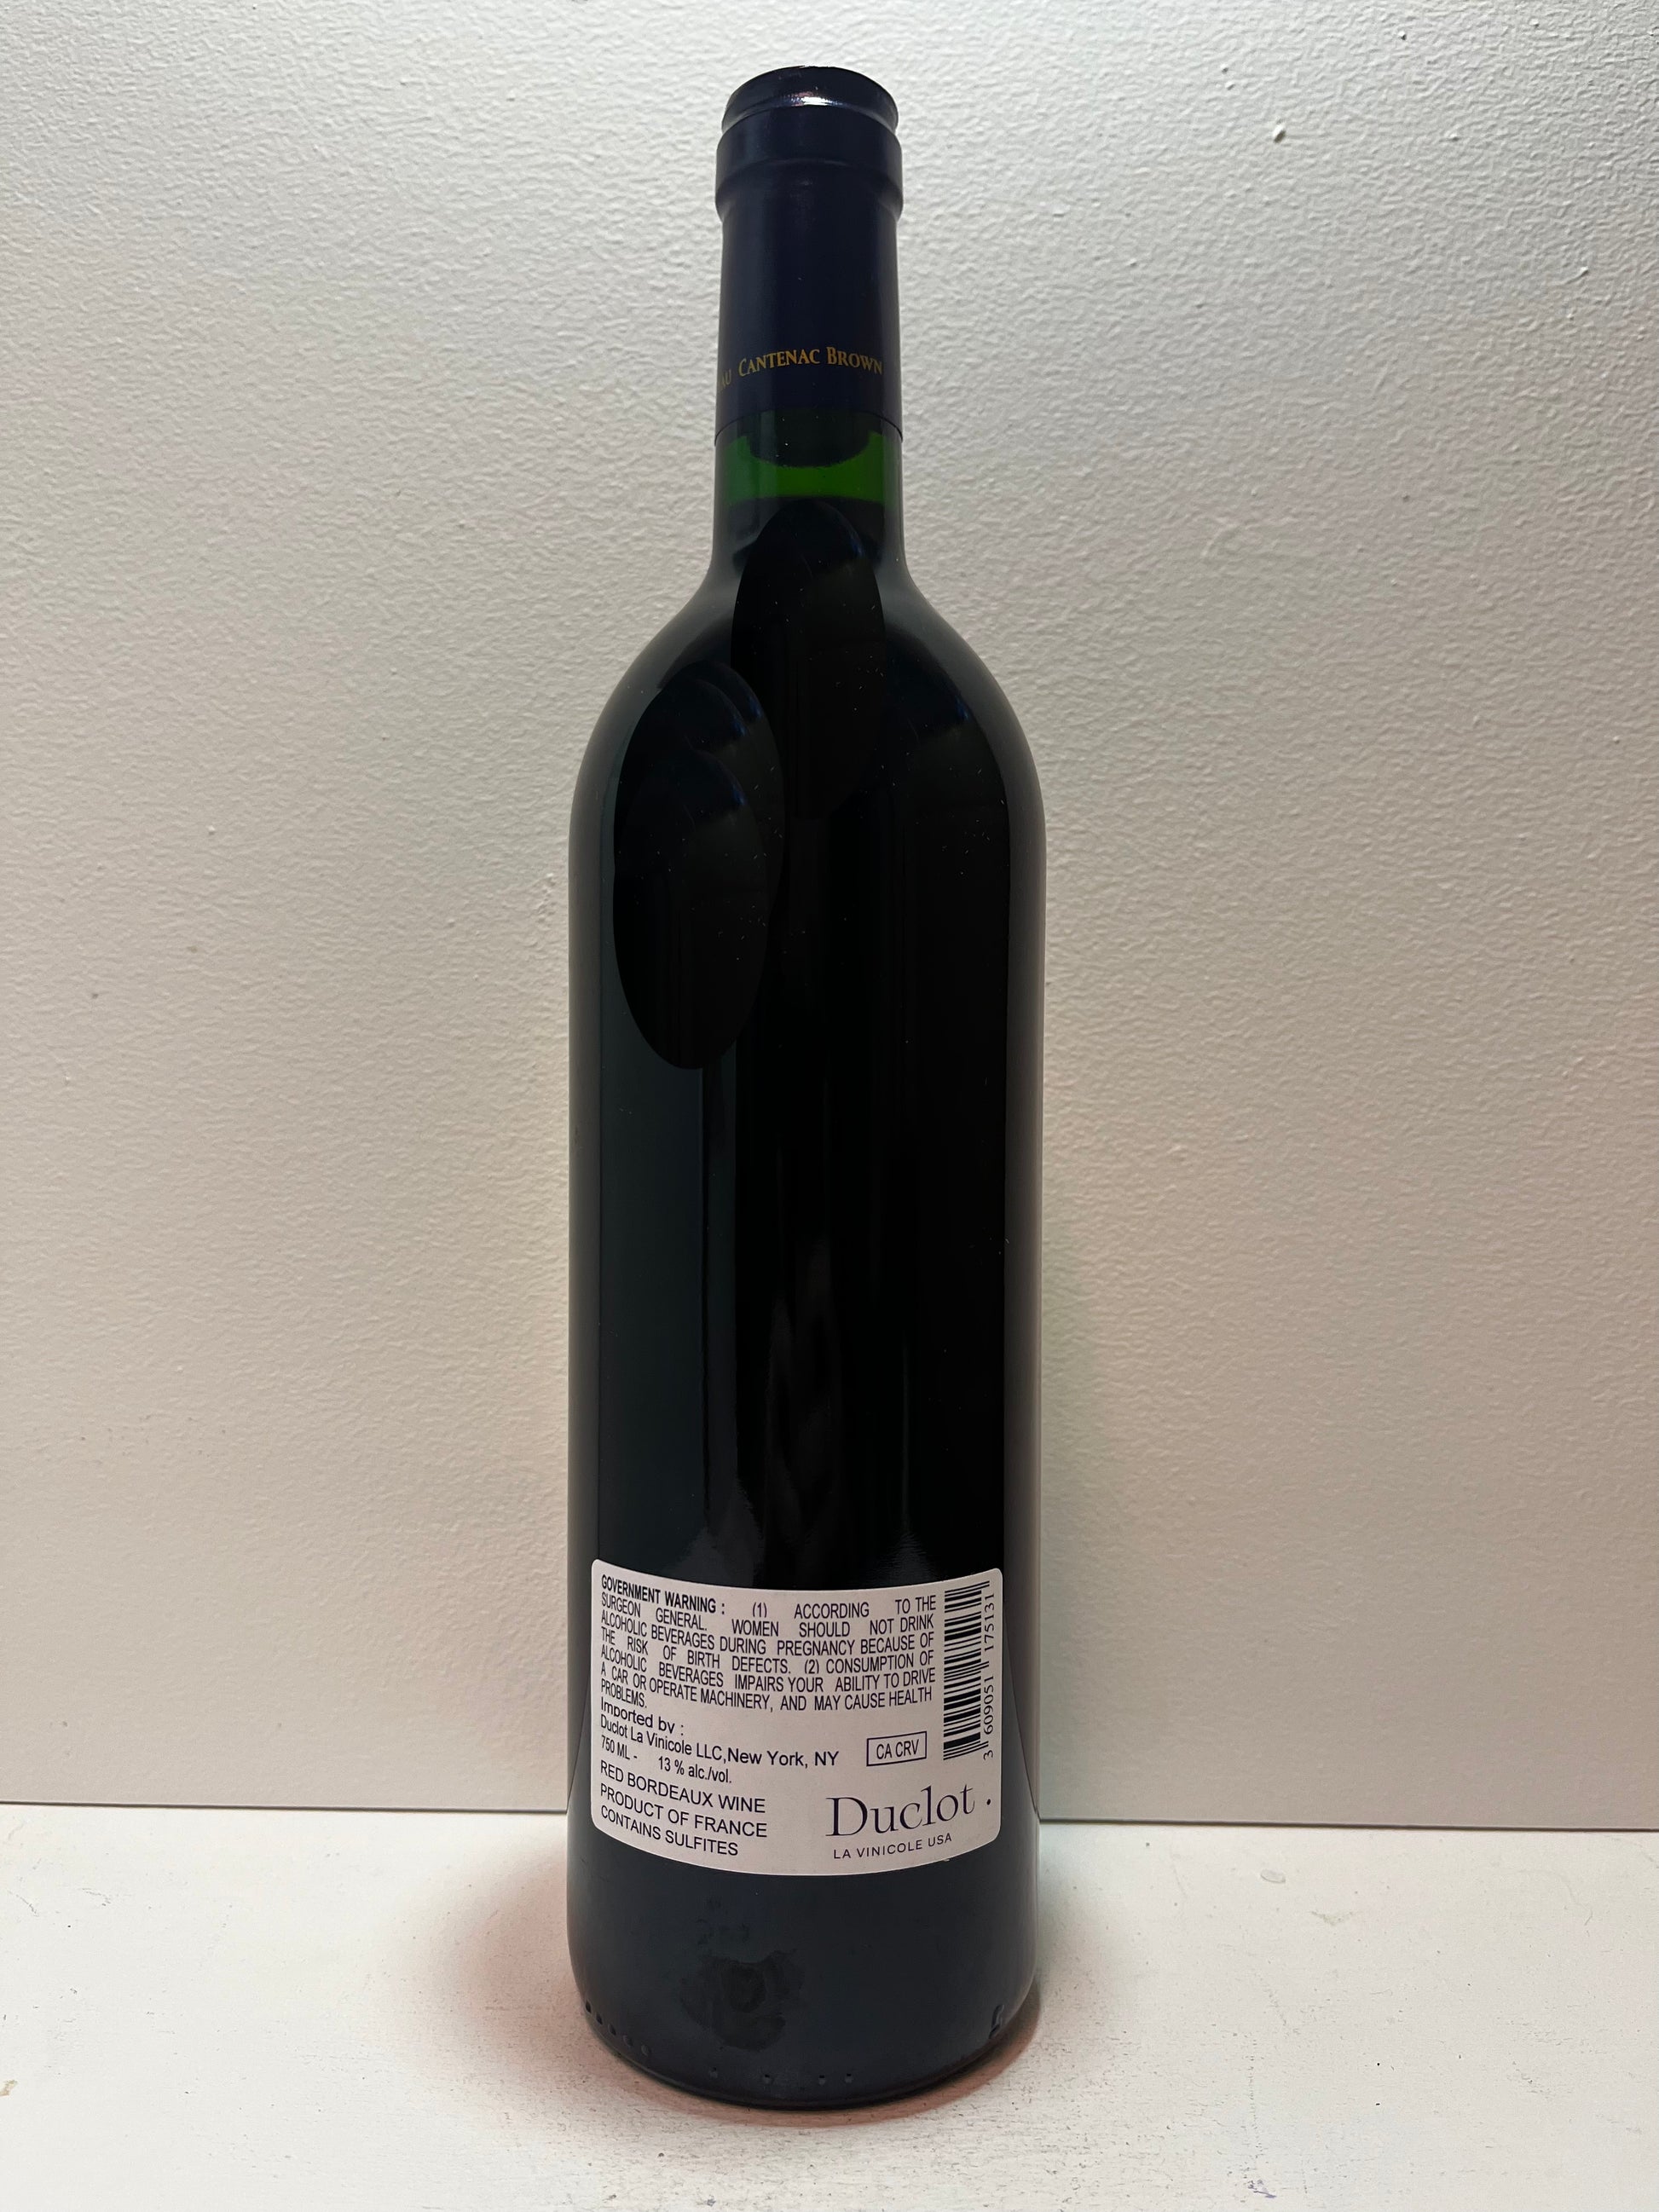 CANTENAC BROWN
GOVERNMENT WARNING : (1) ACCORDING TO THE
SURGEON GENERAL. WOMEN SHOULD NOT DRINK
ALCOHOLIC BEVERAGES DURING PREGNANCY BECAUSE OF
THE RISK OF BIRTH DEFECTS. (2) CONSUMPTION OF
ALCOHOLIC BEVERAGES IMPAIRS YOUR ABILITY TO DRIVE
A CAR OR OPERATE MACHINERY, AND MAY CAUSE HEALTH
PROBLEMS.
Imported by :
Duclot La Vinicole LLC,New York, NY
750 ML - 13 % alc./vol.
RED BORDEAUX WINE
PRODUCT OF FRANCE
CONTAINS SULFITES
CA CRV
3 609051 175131
Duclot.
LA VINICOLE USA